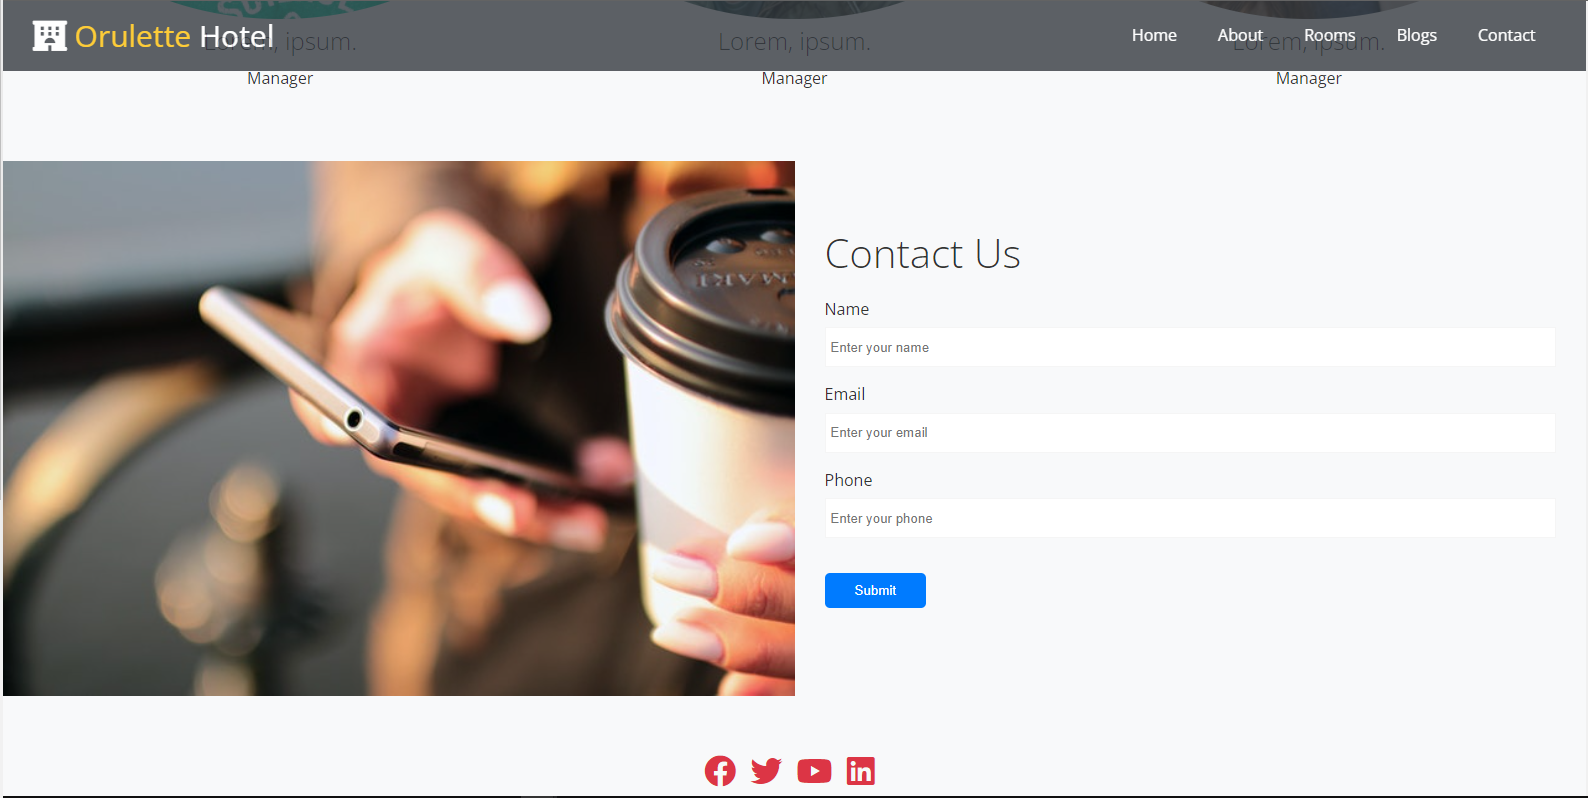 Orulette Hotel
Home About Rooms Blogs Contact
Lorem, ipsum. Lorem, ipsum. Lorem, ipsum.
Manager Manager Manager
Contact Us
Name
Enter your name
Email
Enter your email
Phone
Enter your phone
Submit